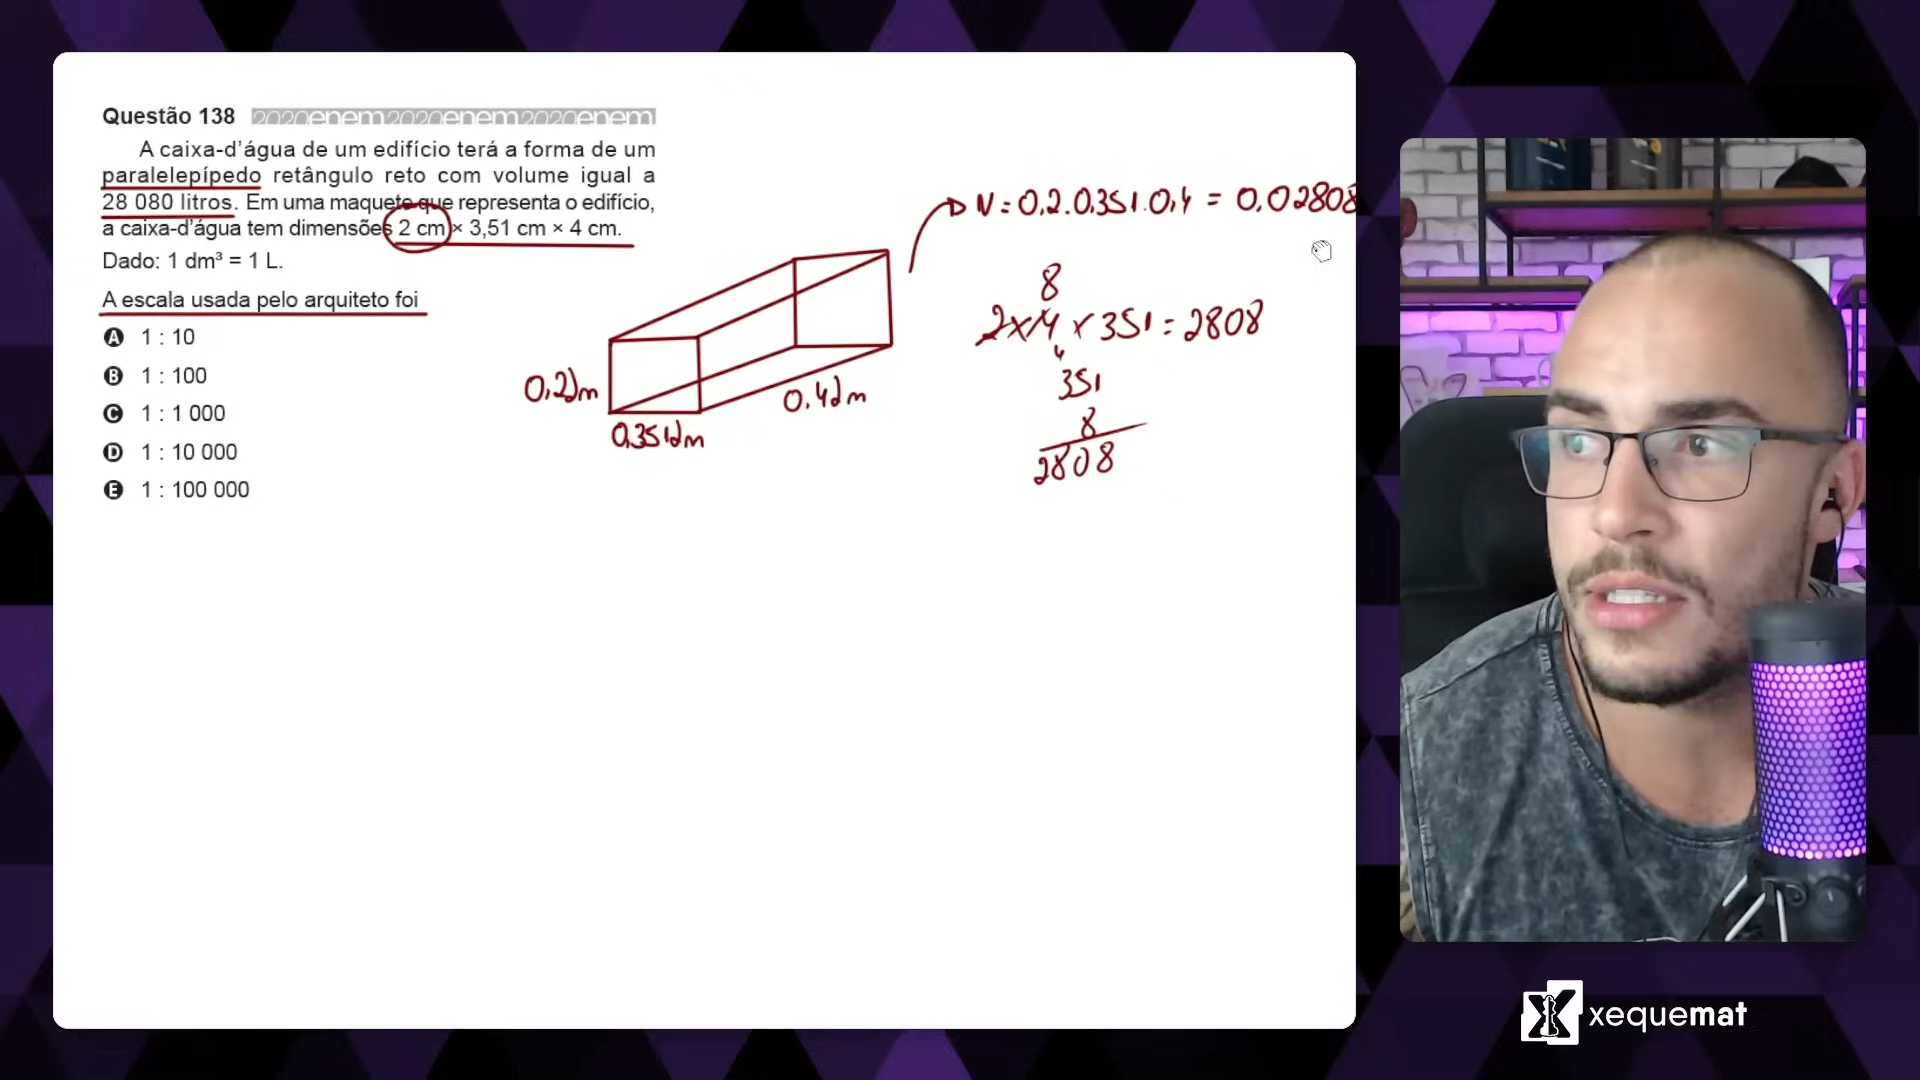 Questão 138 2020enem2020enem2020enem
A caixa-d'água de um edifício terá a forma de um
paralelepípedo retângulo reto com volume igual a
28 080 litros. Em uma maquete que representa o edifício,
a caixa-d'água tem dimensões 2 cm × 3,51 cm × 4 cm.
Dado: 1 dm³ = 1 L.
A escala usada pelo arquiteto foi
A 1 : 10
B 1 : 100
C 1 : 1 000
D 1 : 10 000
E 1 : 100 000
0,2dm
0,351dm
0,4dm
V = 0,2.0,351.0,4 = 0,02808
8
2x4 x 351 = 2808
4
351
8
2808
xequemat